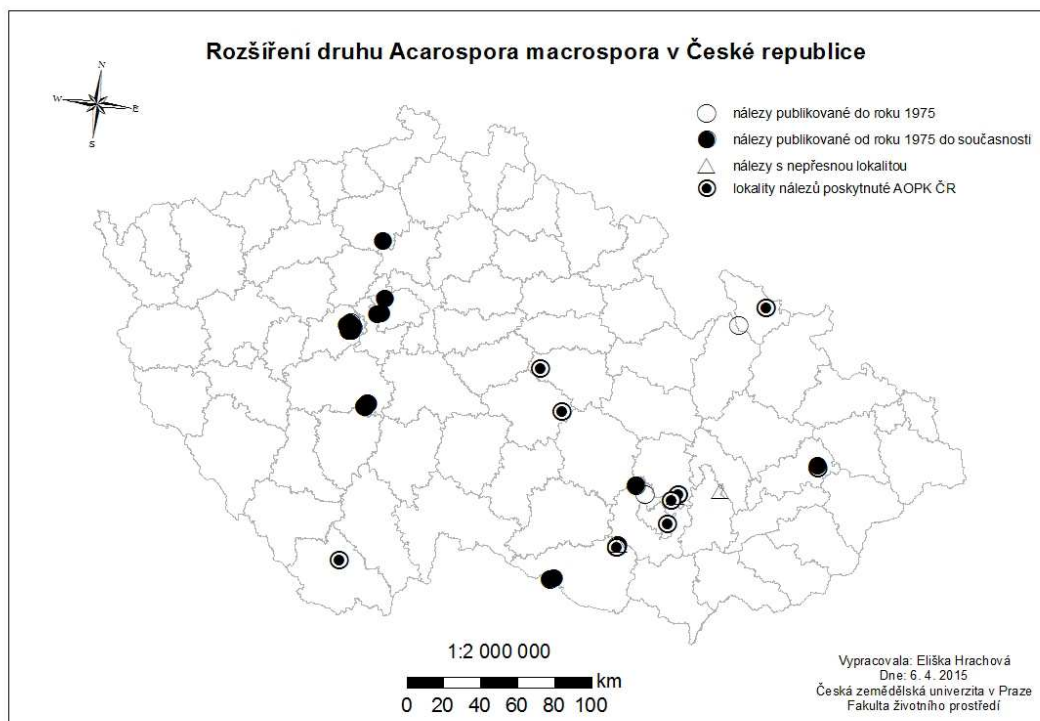 Rozšíření druhu Acarospora macrospora v České republice
N
W
E
S
nálezy publikované do roku 1975
nálezy publikované od roku 1975 do současnosti
nálezy s nepřesnou lokalitou
lokality nálezů poskytnuté AOPK ČR
1:2 000 000
km
0 20 40 60 80 100
Vypracovala: Eliška Hrachová
Dne: 6. 4. 2015
Česká zemědělská univerzita v Praze
Fakulta životního prostředí